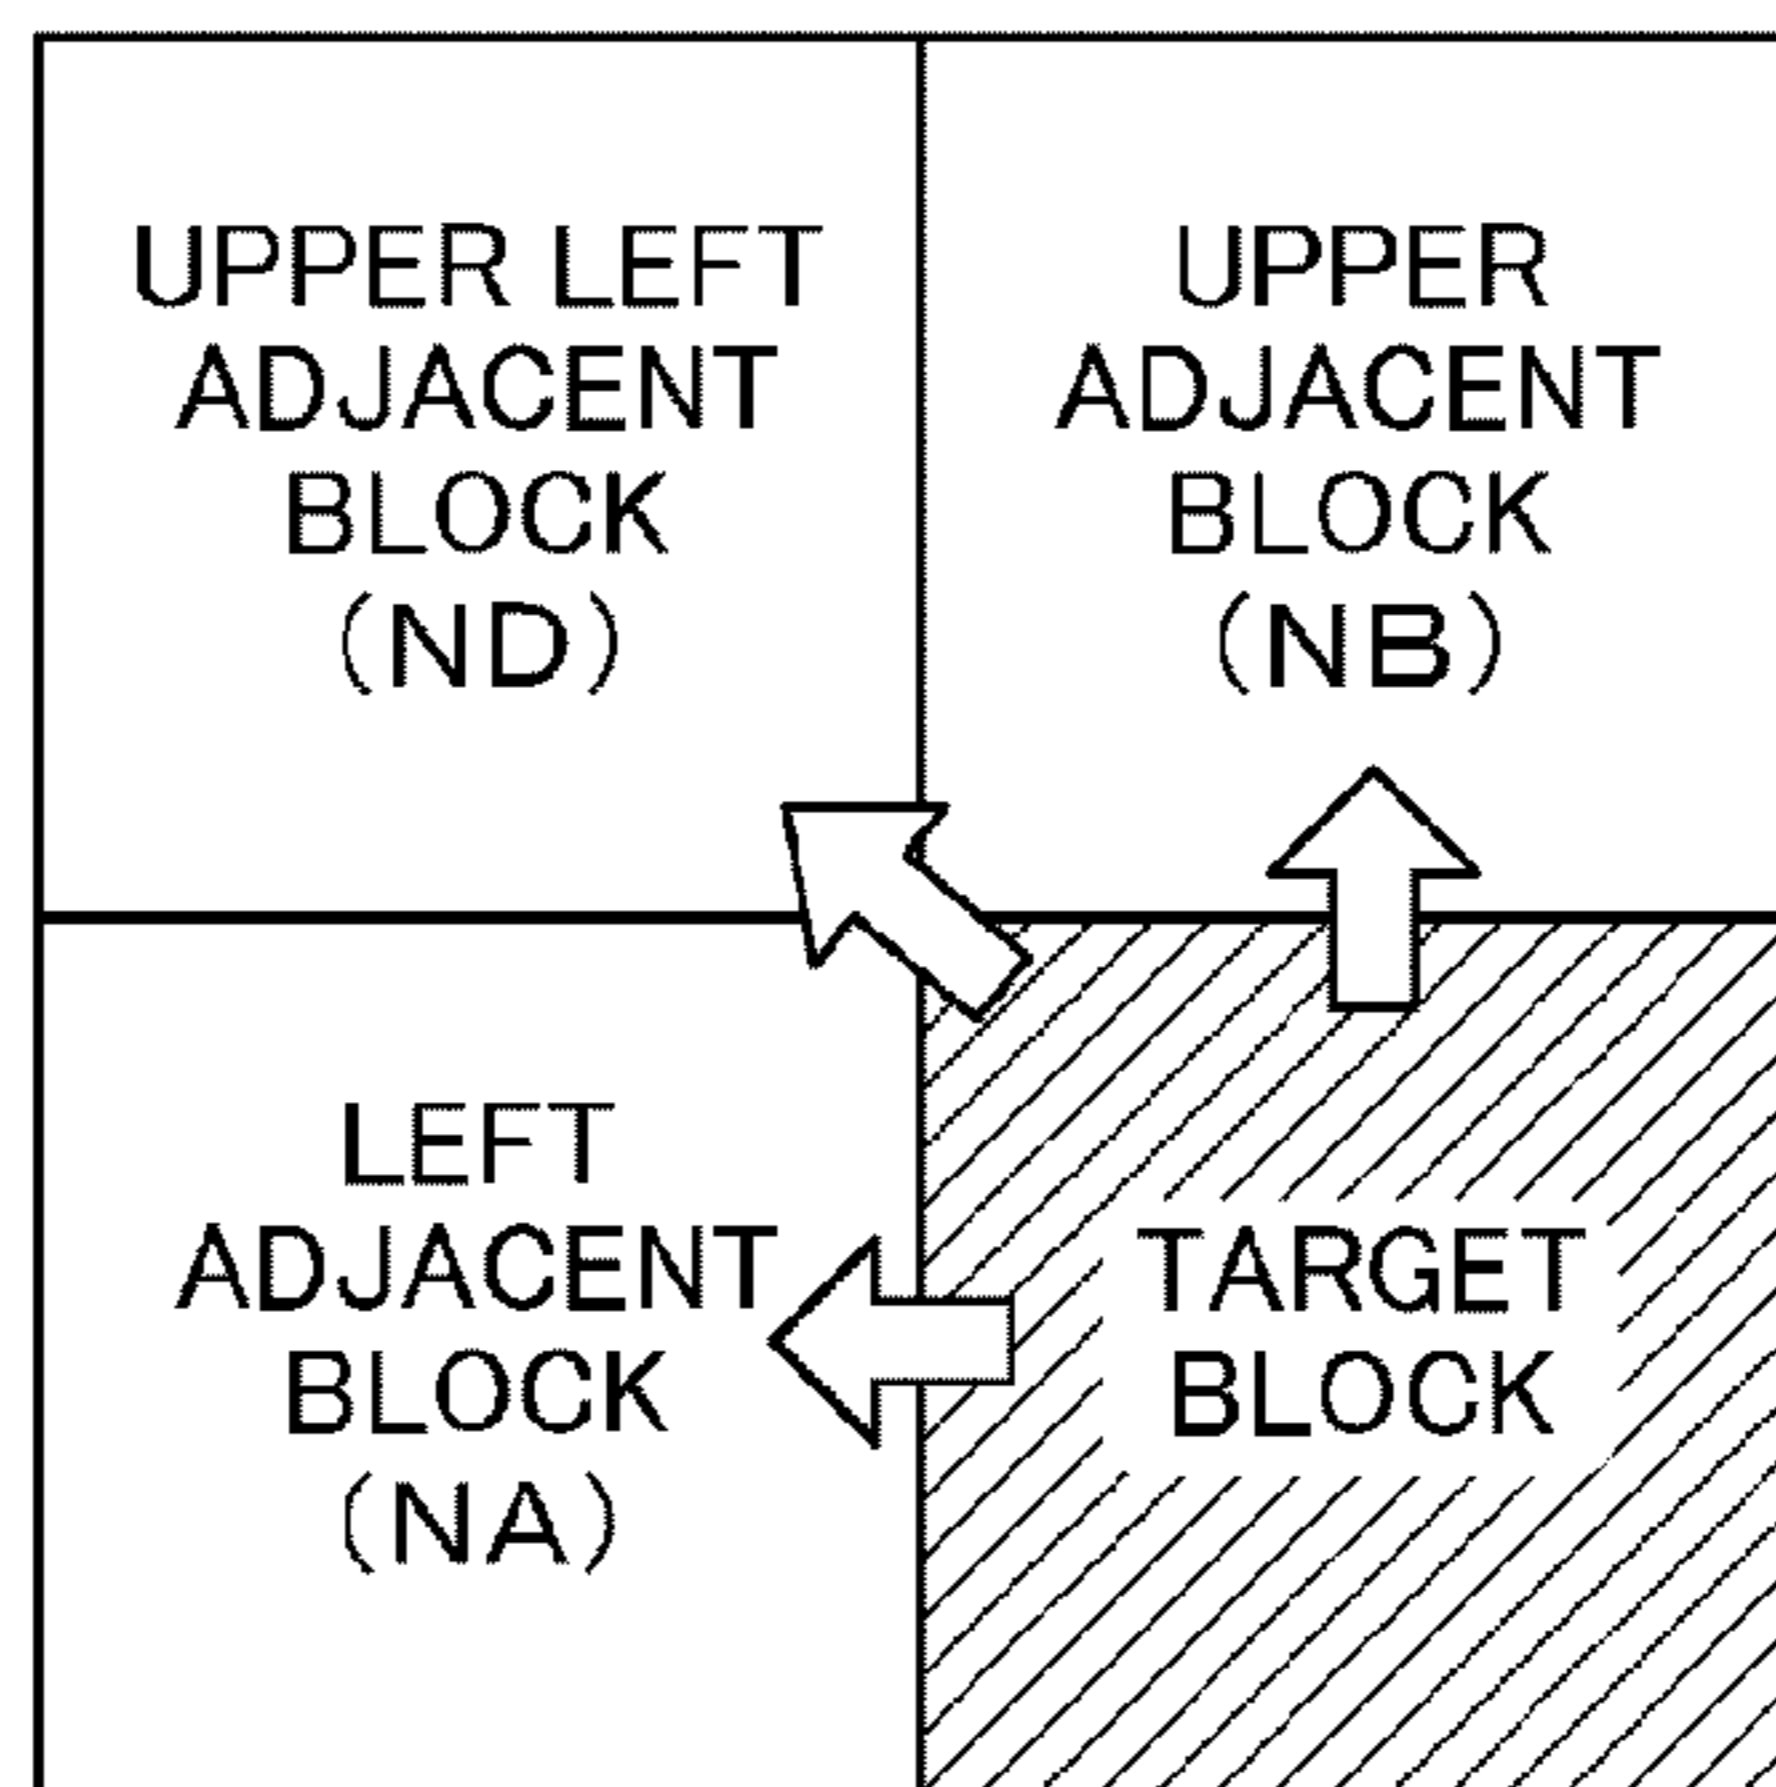 UPPER LEFT
ADJACENT
BLOCK
(ND)
UPPER
ADJACENT
BLOCK
(NB)
LEFT
ADJACENT
BLOCK
(NA)
TARGET
BLOCK